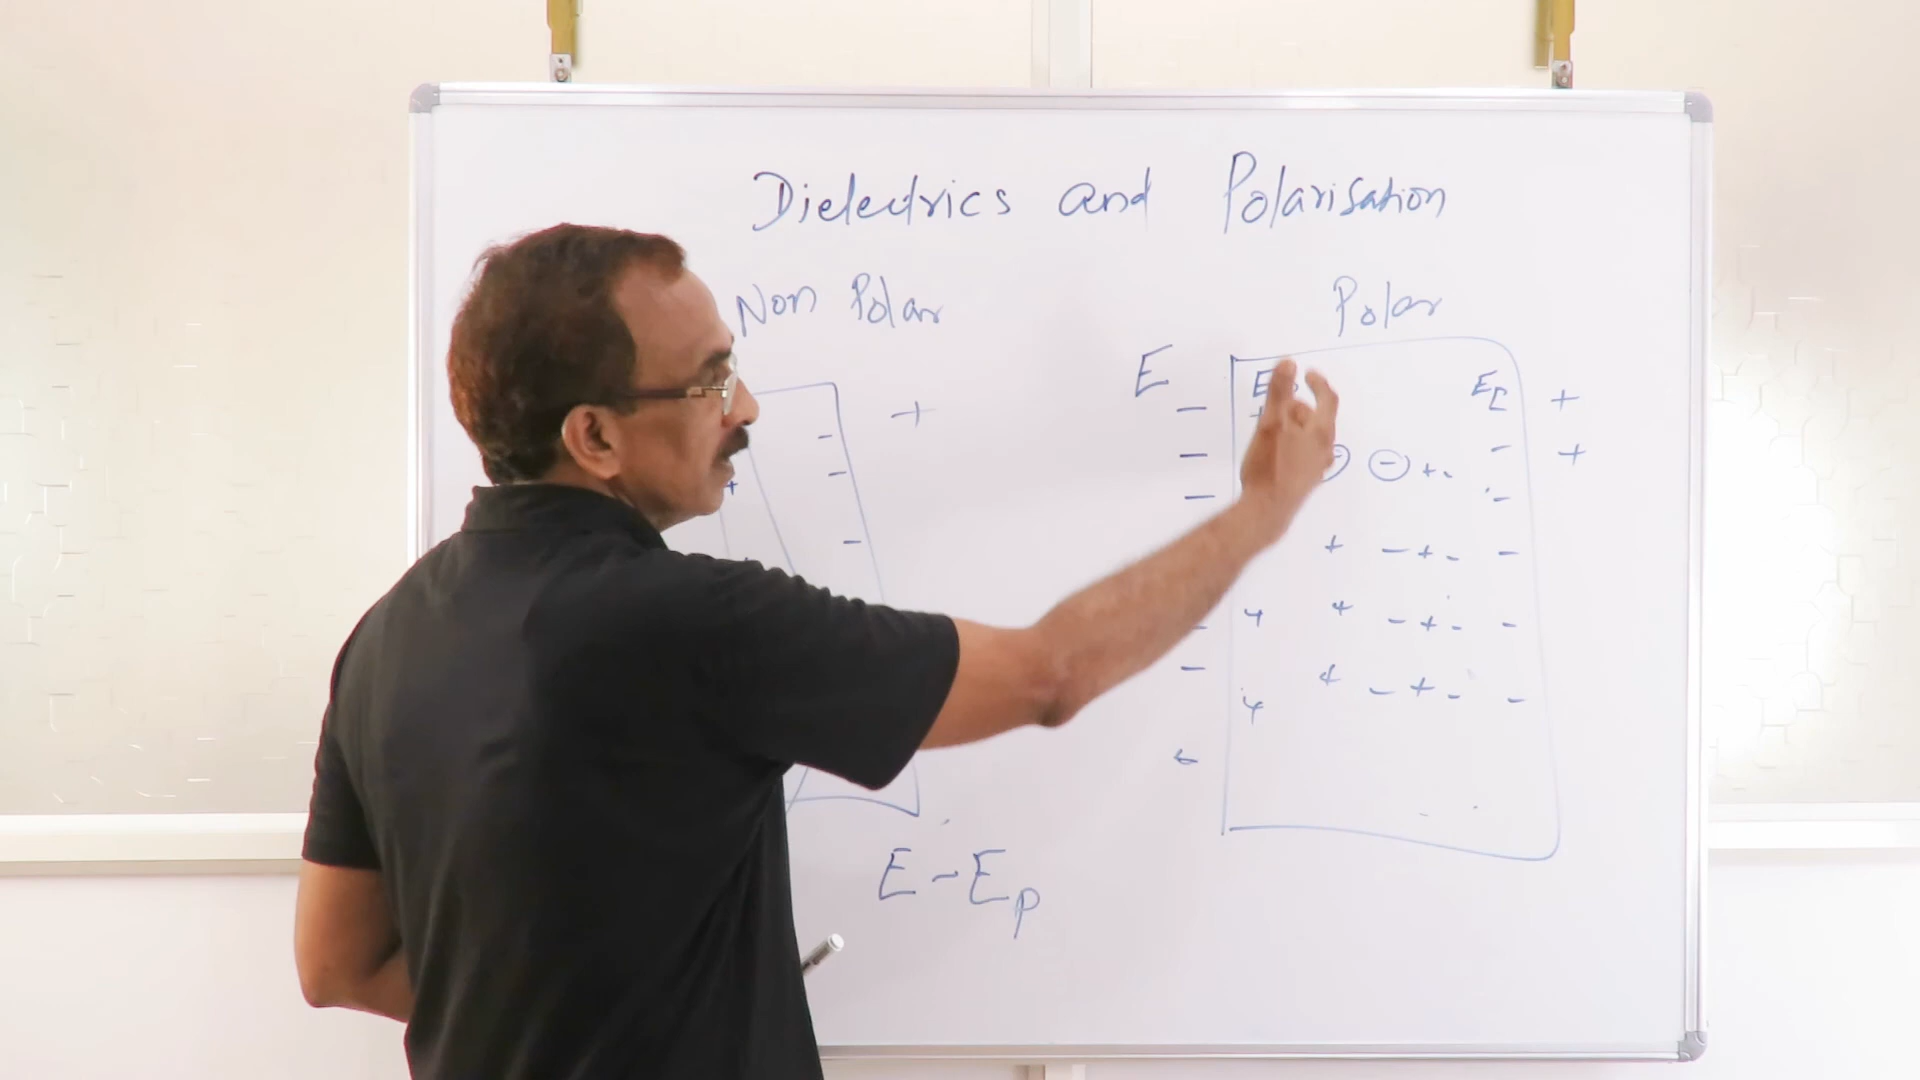 Dielectrics and Polarisation
Non Polar
Polar
E
+
- + +
- - +
- ⊖ + -
- -
+ - + - -
+ + - + - -
- + - + - -
+
E - Ep